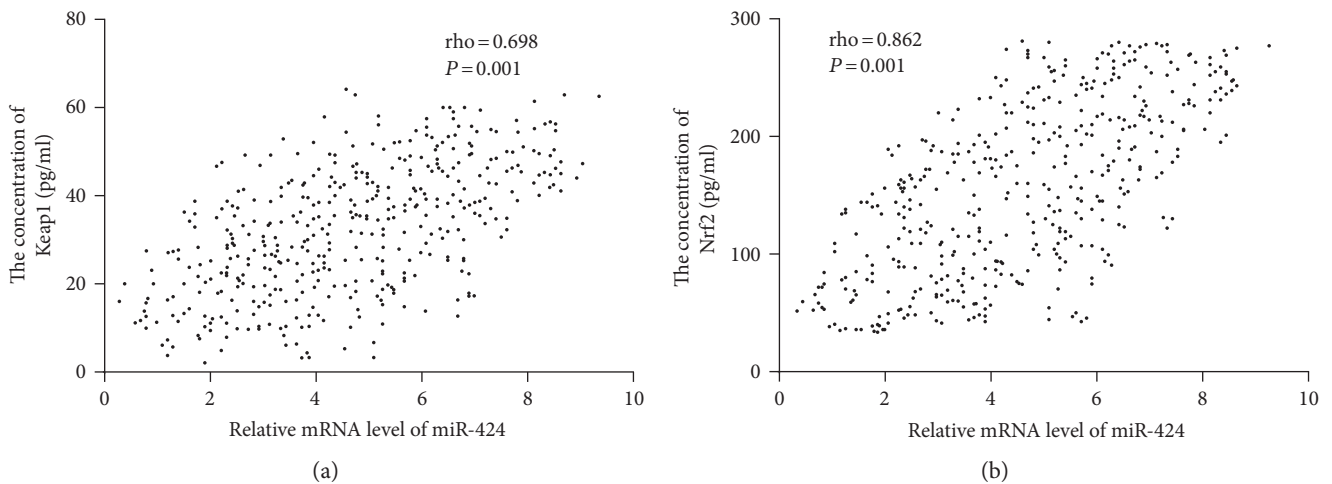 80
60
40
20
0
The concentration of
Keap1 (pg/ml)
rho = 0.698
P = 0.001
0 2 4 6 8 10
Relative mRNA level of miR-424
(a)
300
200
100
0
The concentration of
Nrf2 (pg/ml)
rho = 0.862
P = 0.001
0 2 4 6 8 10
Relative mRNA level of miR-424
(b)